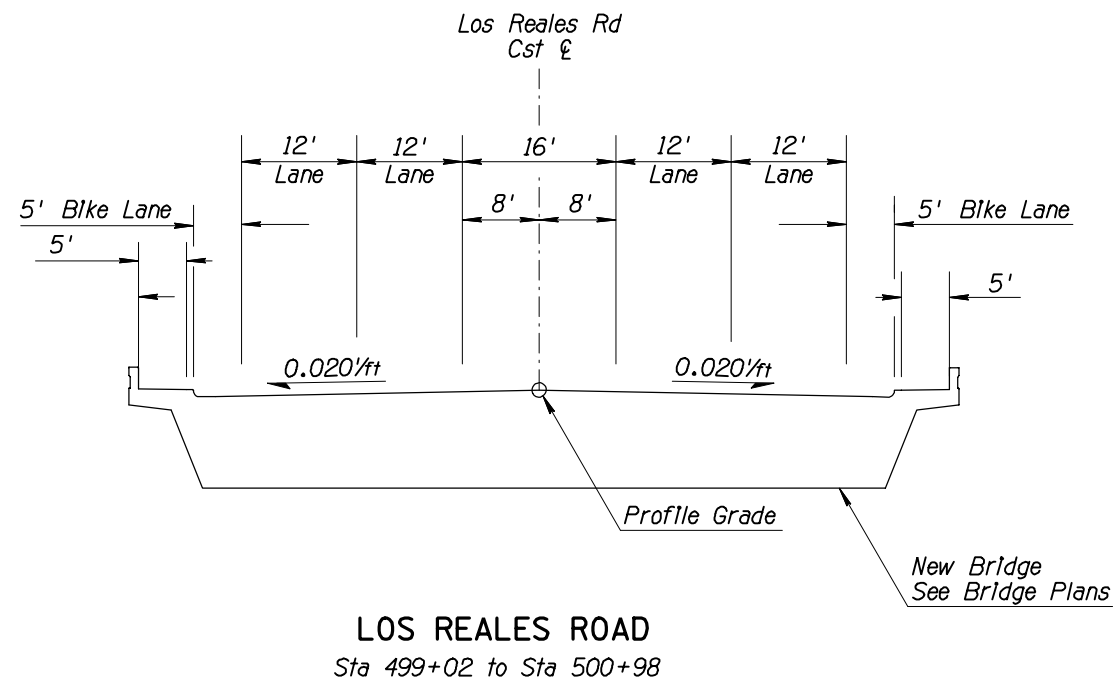 Los Reales Rd
Cst ℄
12'
Lane
12'
Lane
16'
12'
Lane
12'
Lane
8'
8'
5' Bike Lane
5' Bike Lane
5'
5'
0.020'/ft
0.020'/ft
Profile Grade
New Bridge
See Bridge Plans
LOS REALES ROAD
Sta 499+02 to Sta 500+98